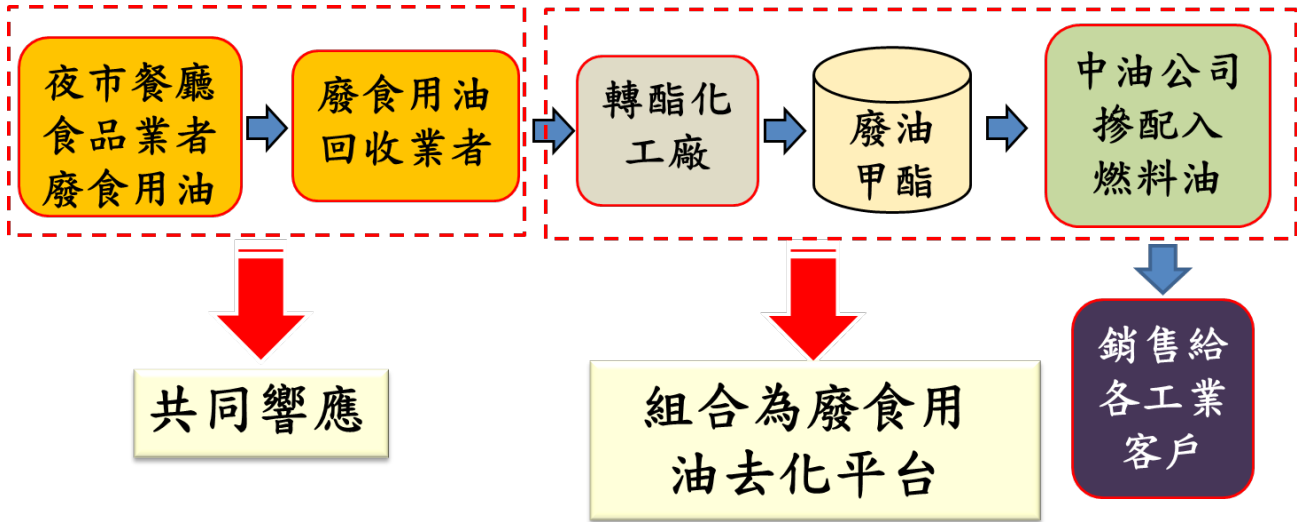 夜市餐廳
食品業者
廢食用油
廢食用油
回收業者
轉酯化
工廠
廢油
甲酯
中油公司
摻配入
燃料油
共同響應
組合為廢食用
油去化平台
銷售給
各工業
客戶